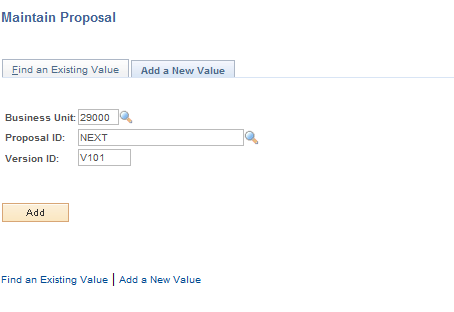 Maintain Proposal
Find an Existing Value Add a New Value
Business Unit: 29000
Proposal ID: NEXT
Version ID: V101
Add
Find an Existing Value | Add a New Value